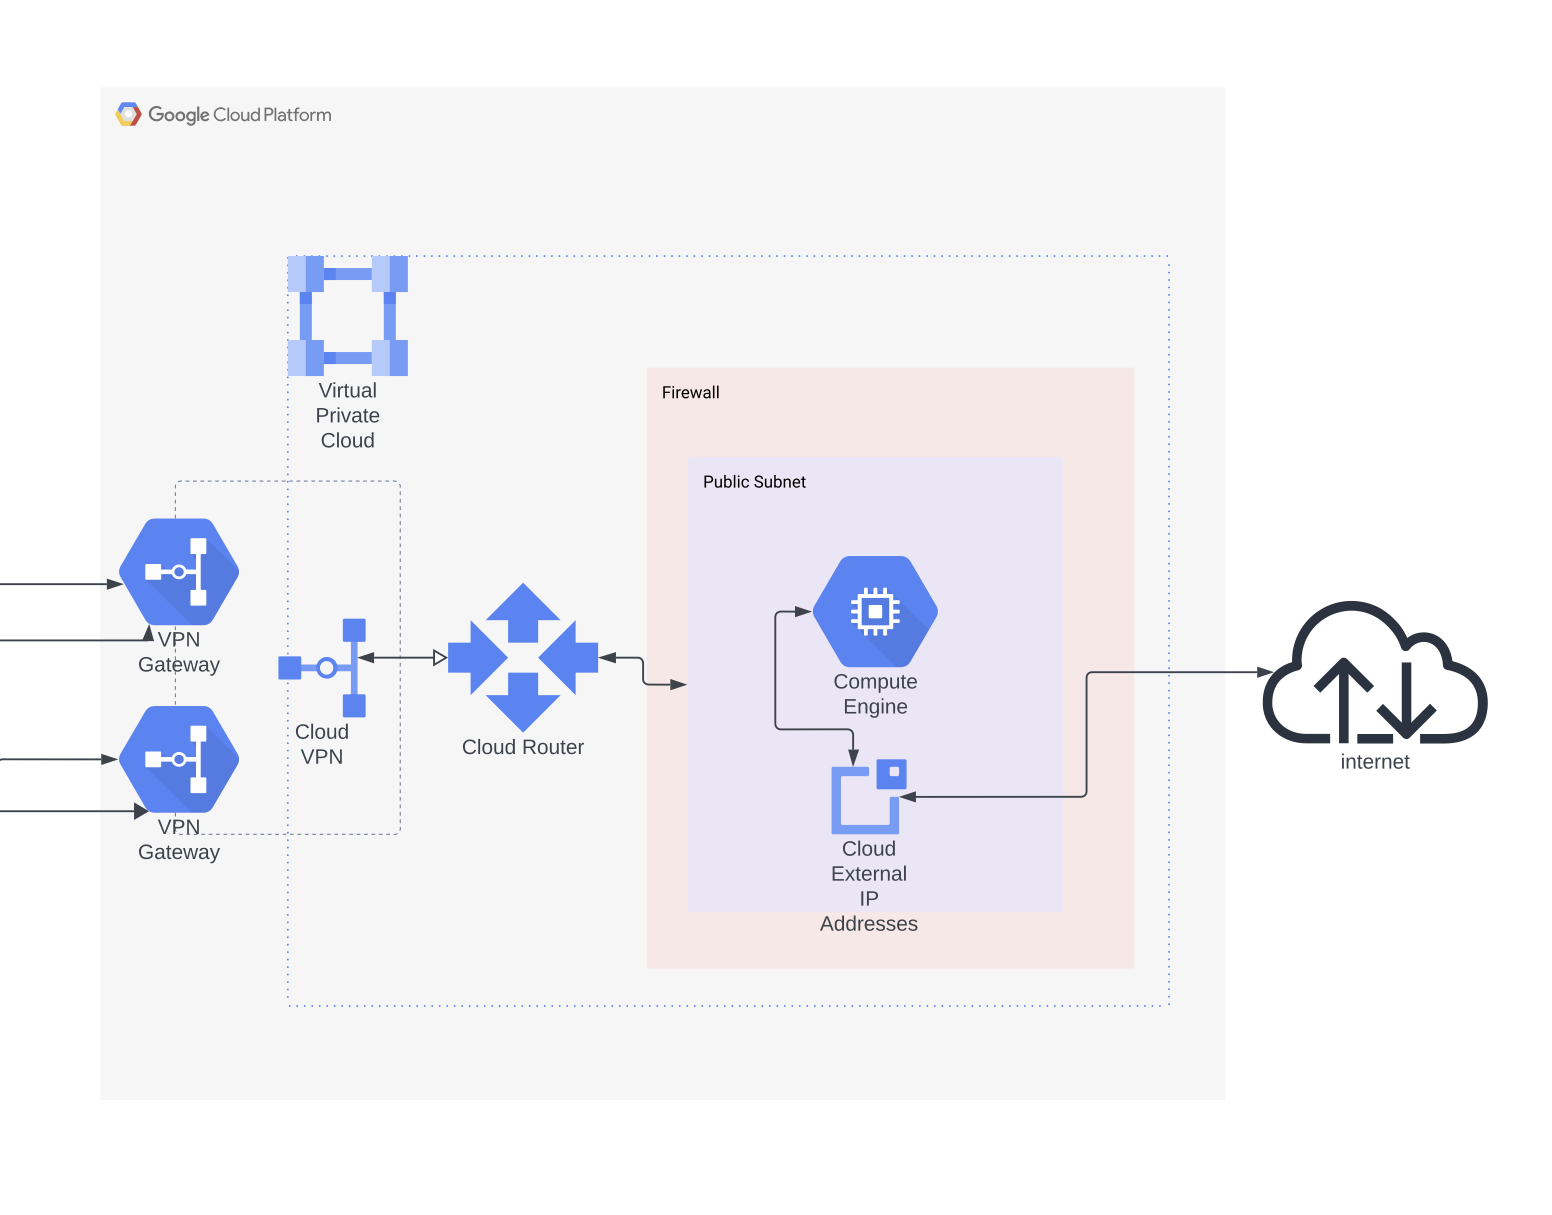 Google Cloud Platform
Virtual
Private
Cloud
Firewall
Public Subnet
VPN
Gateway
Cloud
VPN
Cloud Router
Compute
Engine
VPN
Gateway
Cloud
External
IP
Addresses
internet